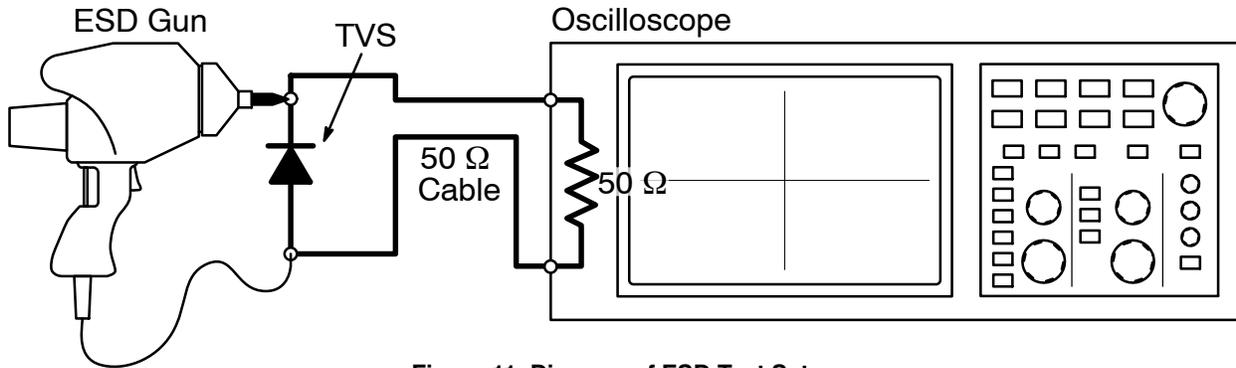 ESD Gun
TVS
Oscilloscope
50 Ω
Cable
50 Ω